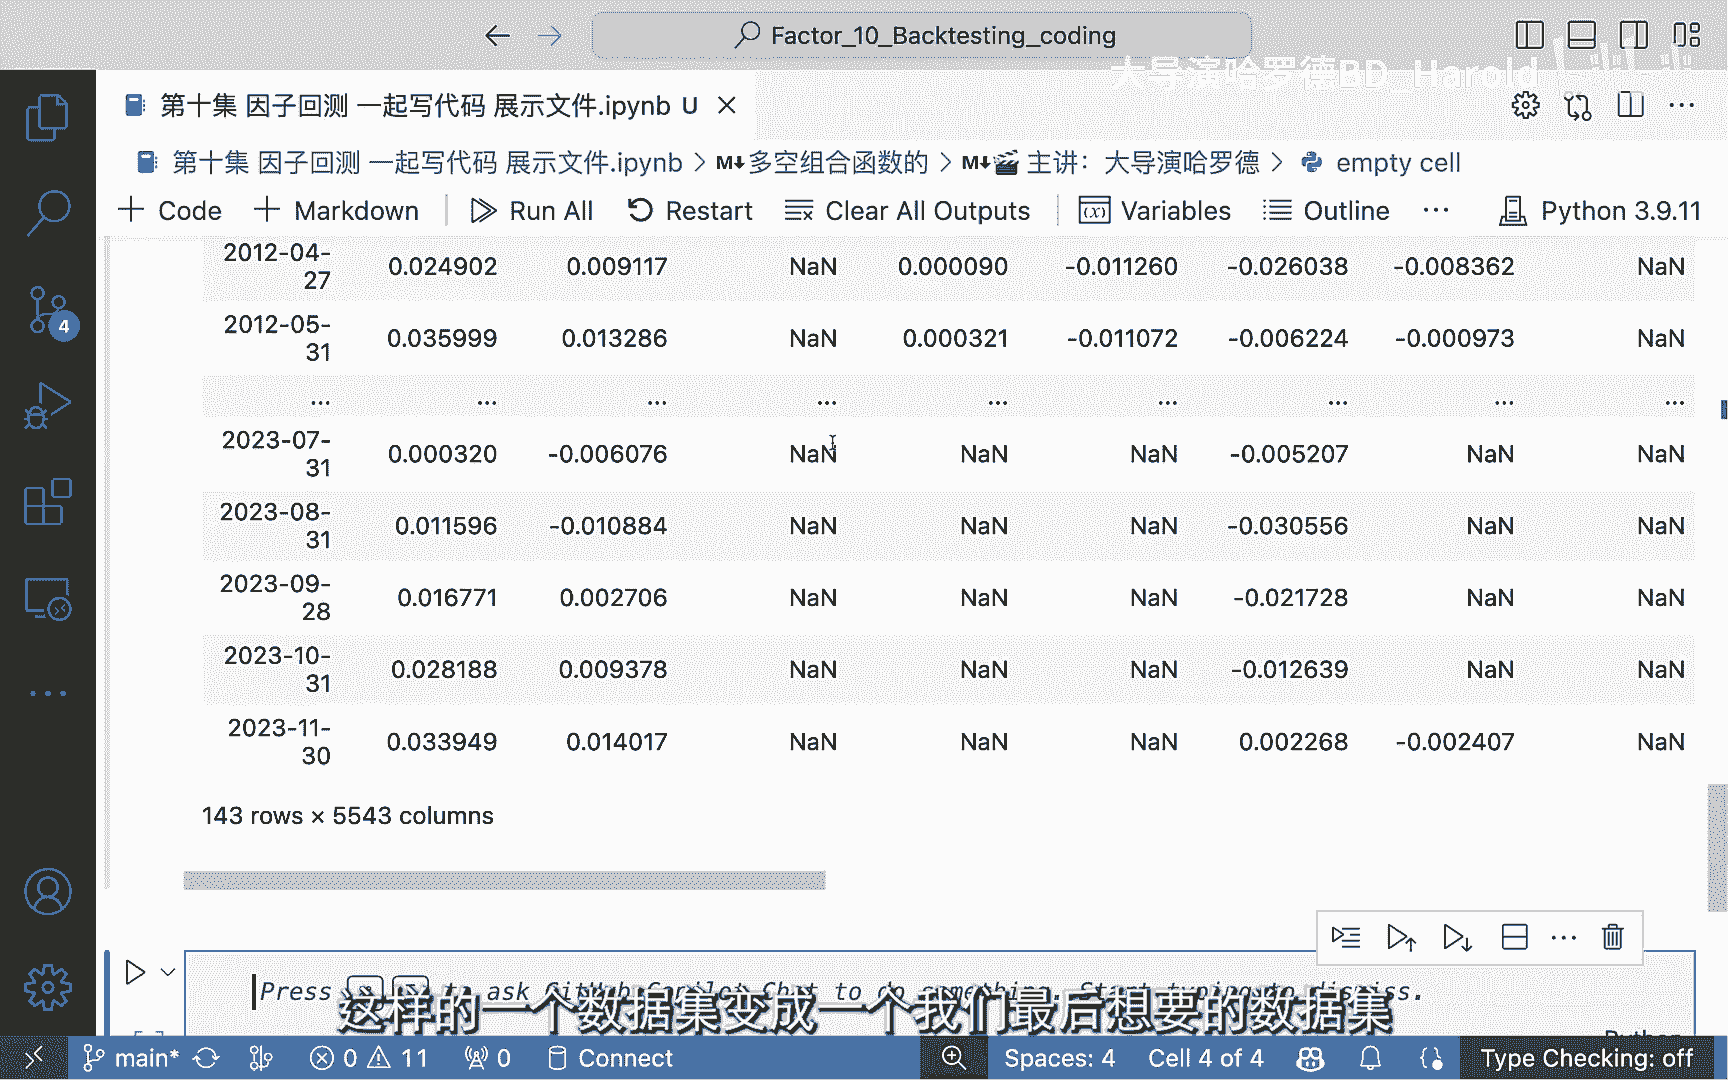 Factor_10_Backtesting_coding
大导演哈罗德BD_Harold
第十集 因子回测 一起写代码 展示文件.ipynb U
第十集 因子回测 一起写代码 展示文件.ipynb > M↓多空组合函数的 > M↓🎬 主讲：大导演哈罗德 > empty cell
+ Code + Markdown Run All Restart Clear All Outputs Variables Outline ... Python 3.9.11
2012-04-27 0.024902 0.009117 NaN 0.000090 -0.011260 -0.026038 -0.008362 NaN
2012-05-31 0.035999 0.013286 NaN 0.000321 -0.011072 -0.006224 -0.000973 NaN
... ... ... ... ... ... ... ... ...
2023-07-31 0.000320 -0.006076 NaN NaN NaN -0.005207 NaN NaN
2023-08-31 0.011596 -0.010884 NaN NaN NaN -0.030556 NaN NaN
2023-09-28 0.016771 0.002706 NaN NaN NaN -0.021728 NaN NaN
2023-10-31 0.028188 0.009378 NaN NaN NaN -0.012639 NaN NaN
2023-11-30 0.033949 0.014017 NaN NaN NaN 0.002268 -0.002407 NaN
143 rows × 5543 columns
Press to ask GitHub Copilot Chat to do something. Start typing to dismiss.
这样的一个数据集变成一个我们最后想要的数据集
Python
4
main* 0 11 0 Connect Spaces: 4 Cell 4 of 4 Type Checking: off